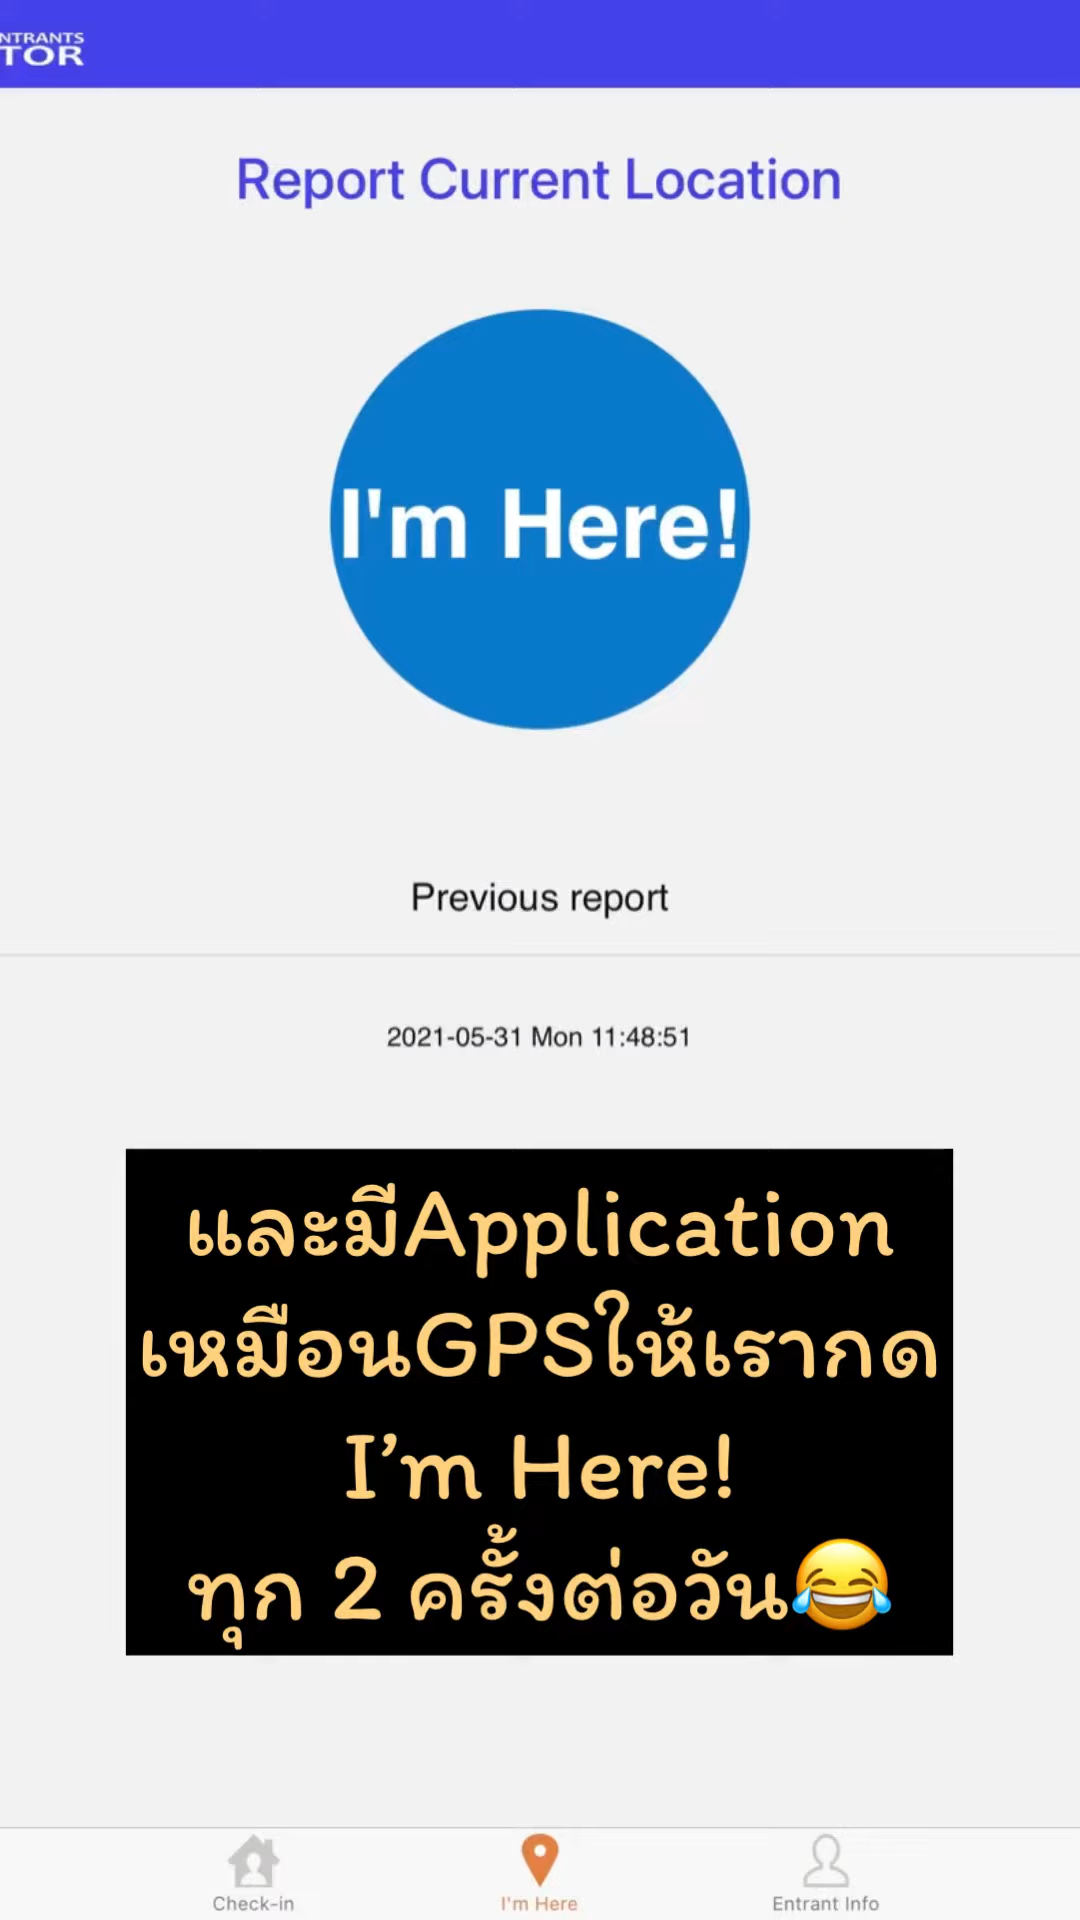 NTRANTS
TOR
Report Current Location
I'm Here!
Previous report
2021-05-31 Mon 11:48:51
และมีApplication
เหมือนGPSให้เรากด
I’m Here!
ทุก 2 ครั้งต่อวัน😂
Check-in
I'm Here
Entrant Info